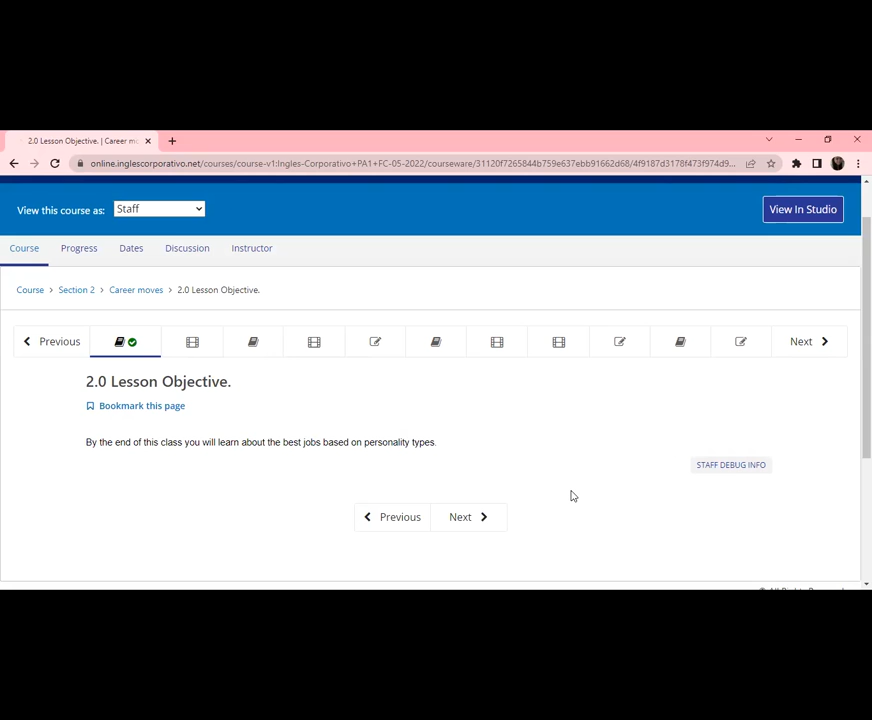 2.0 Lesson Objective. | Career m
online.inglescorporativo.net/courses/course-v1:Ingles-Corporativo+PA1+FC-05-2022/courseware/31120f7265844b759e637ebb91662d68/4f9187d3178f473f974d9...
View this course as: Staff
View In Studio
Course Progress Dates Discussion Instructor
Course > Section 2 > Career moves > 2.0 Lesson Objective.
Previous Next
2.0 Lesson Objective.
Bookmark this page
By the end of this class you will learn about the best jobs based on personality types.
STAFF DEBUG INFO
Previous Next